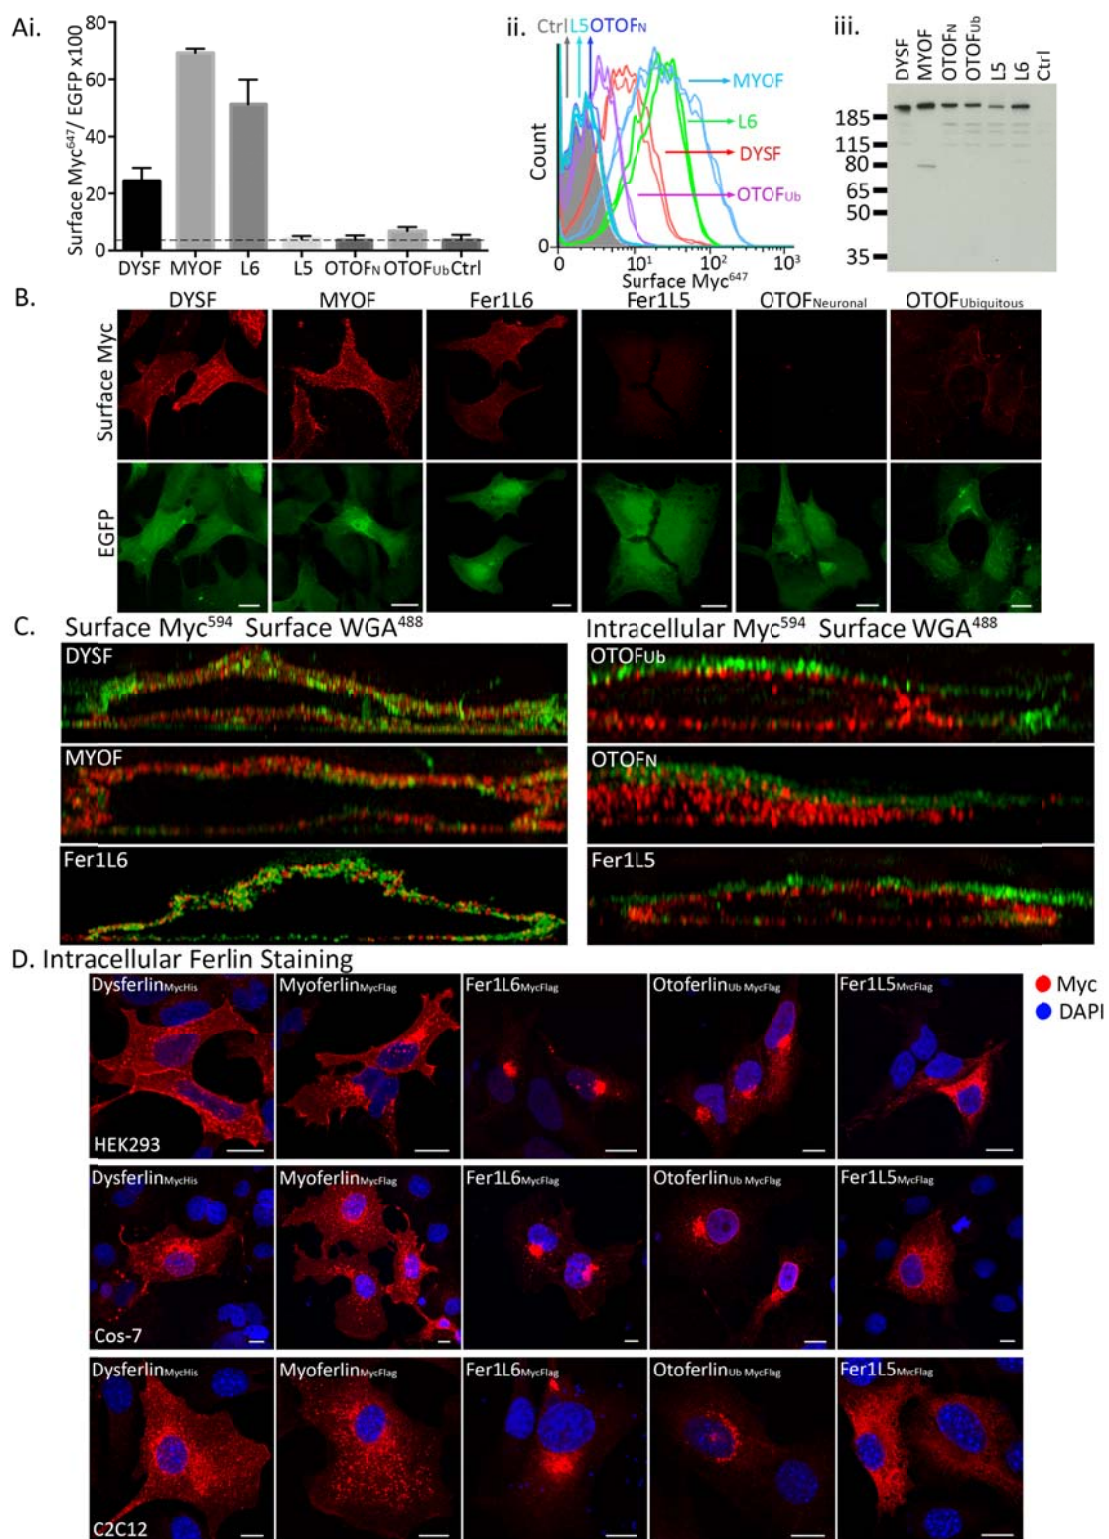 Ai.
Surface Myc647/ EGFP x100
80
60
40
20
0
DYSF MYOF L6 L5 OTOFN OTOFUb Ctrl
ii.
Ctrl L5 OTOFN
MYOF
L6
DYSF
OTOFUb
Count
0
0 10¹ 10² 10³
Surface Myc647
iii.
DYSF MYOF OTOFN OTOFUb L5 L6 Ctrl
185
115
80
65
50
35
B.
DYSF MYOF Fer1L6 Fer1L5 OTOFNeuronal OTOFUbiquitous
Surface Myc
EGFP
C.
Surface Myc594 Surface WGA488
DYSF
MYOF
Fer1L6
Intracellular Myc594 Surface WGA488
OTOFUb
OTOFN
Fer1L5
D. Intracellular Ferlin Staining
DysferlinMycHis MyoferlinMycFlag Fer1L6MycFlag OtoferlinUb MycFlag Fer1L5MycFlag
Myc
DAPI
HEK293
DysferlinMycHis MyoferlinMycFlag Fer1L6MycFlag OtoferlinUb MycFlag Fer1L5MycFlag
Cos-7
DysferlinMycHis MyoferlinMycFlag Fer1L6MycFlag OtoferlinUb MycFlag Fer1L5MycFlag
C2C12